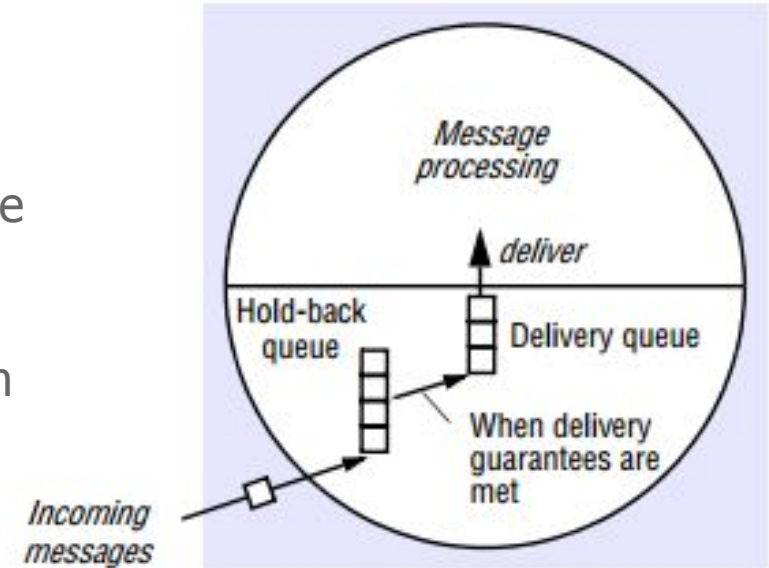 Message
processing
e
deliver
Hold-back
queue
Delivery queue
n
When delivery
guarantees are
met
Incoming
messages